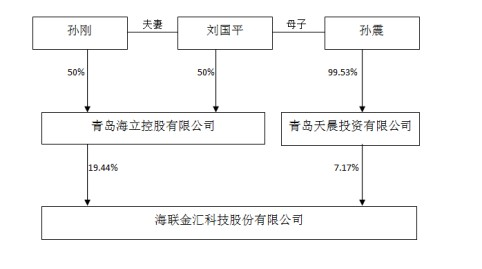 孙刚 夫妻 刘国平 母子 孙震
50% 50% 99.53%
青岛海立控股有限公司 青岛天晨投资有限公司
19.44% 7.17%
海联金汇科技股份有限公司